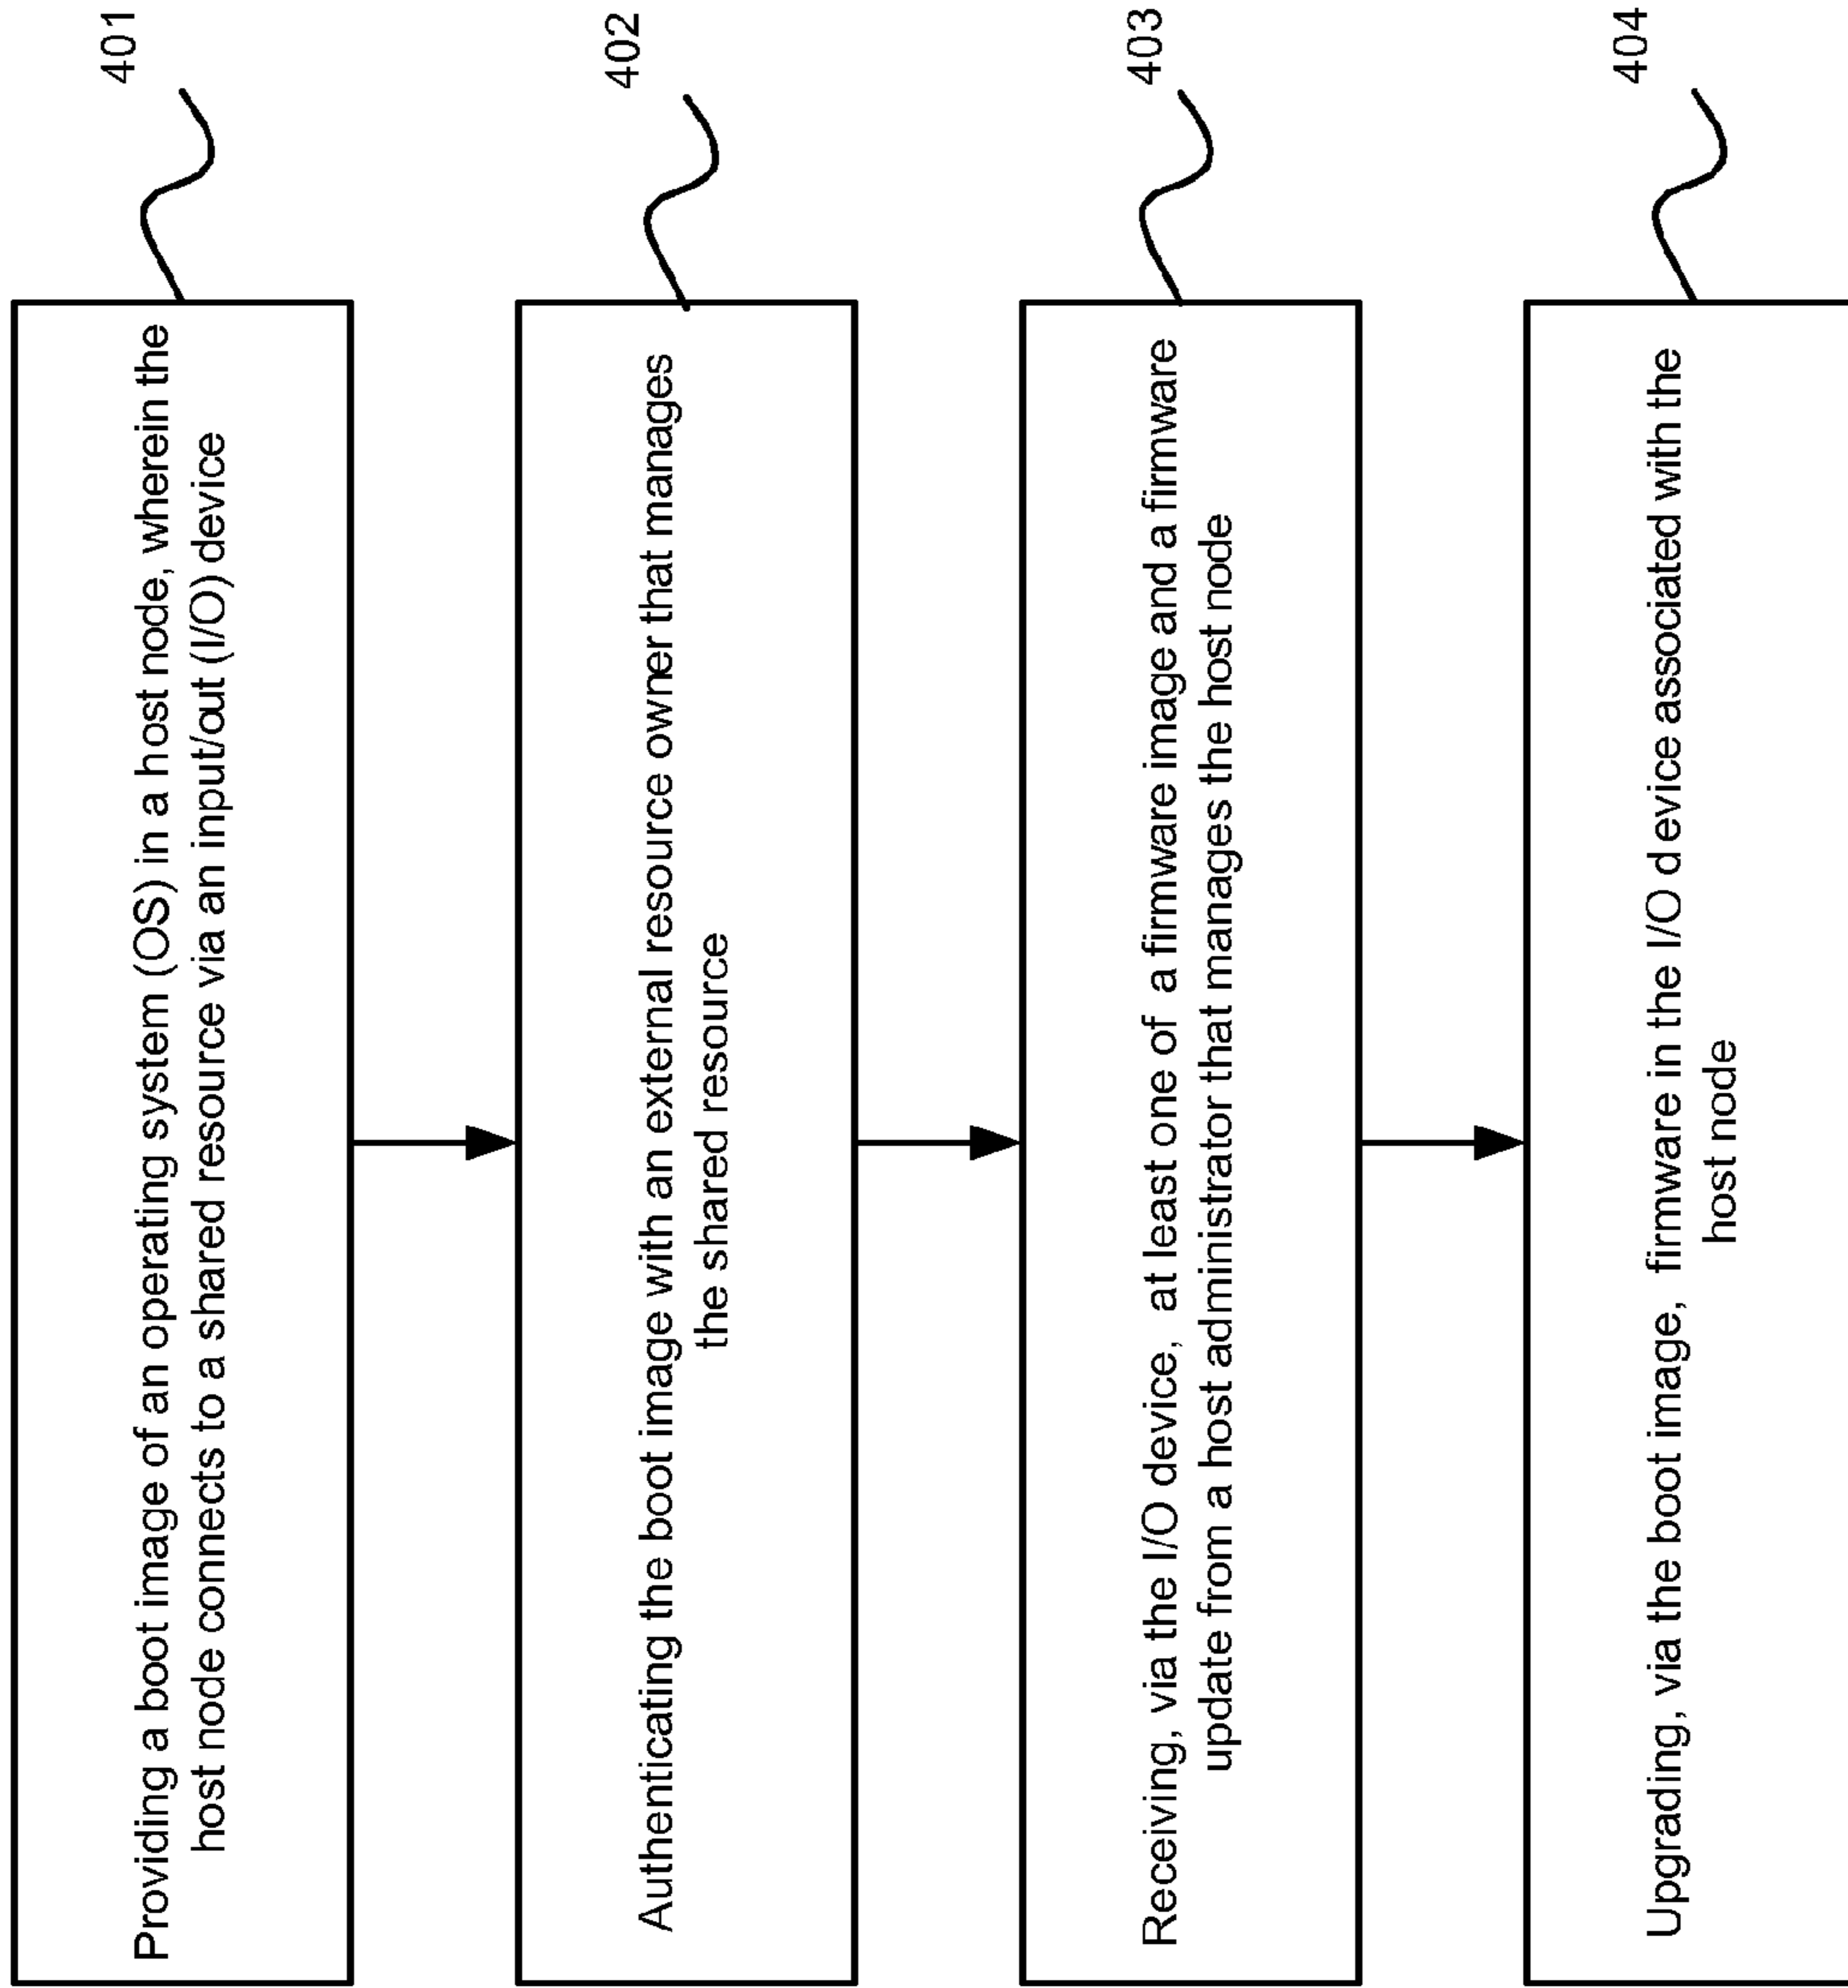 Providing a boot image of an operating system (OS) in a host node, wherein the
host node connects to a shared resource via an input/out (I/O) device
401
Authenticating the boot image with an external resource owner that manages
the shared resource
402
Receiving, via the I/O device, at least one of a firmware image and a firmware
update from a host administrator that manages the host node
403
Upgrading, via the boot image, firmware in the I/O device associated with the
host node
404